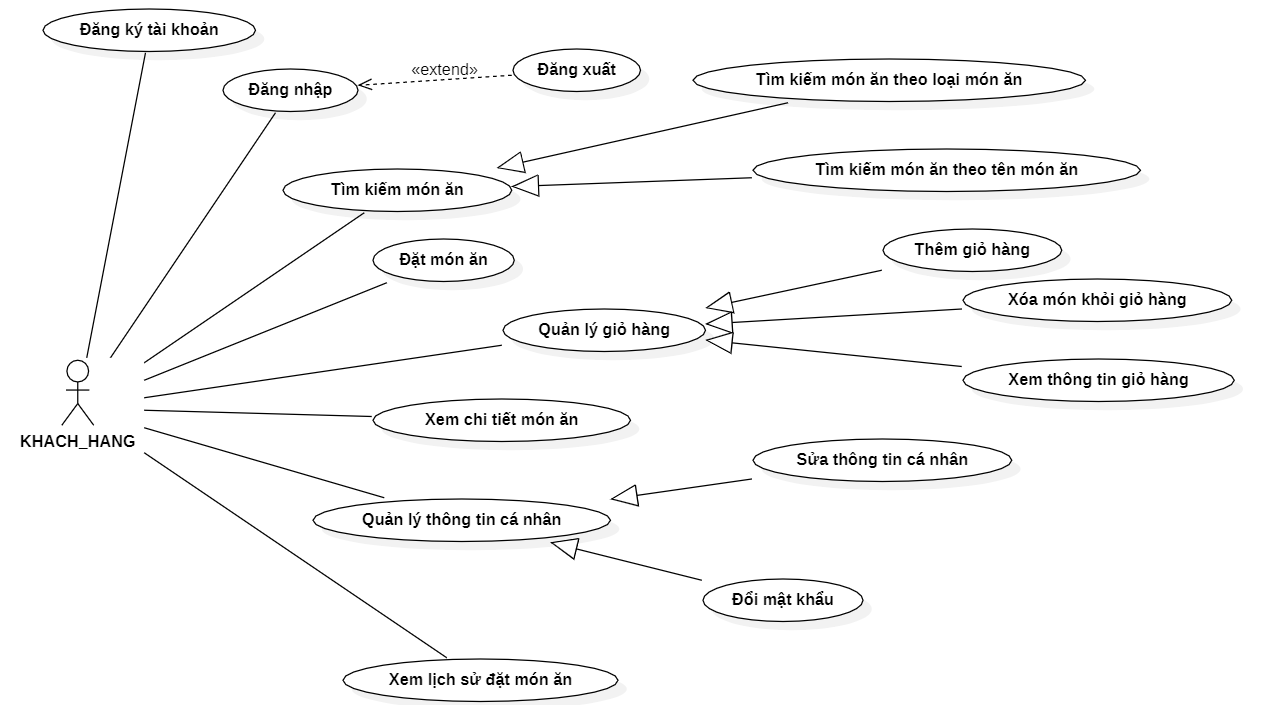 Đăng ký tài khoản
Đăng nhập
«extend»
Đăng xuất
Tìm kiếm món ăn theo loại món ăn
Tìm kiếm món ăn
Tìm kiếm món ăn theo tên món ăn
Đặt món ăn
Thêm giỏ hàng
Quản lý giỏ hàng
Xóa món khỏi giỏ hàng
Xem thông tin giỏ hàng
KHACH_HANG
Xem chi tiết món ăn
Sửa thông tin cá nhân
Quản lý thông tin cá nhân
Đổi mật khẩu
Xem lịch sử đặt món ăn